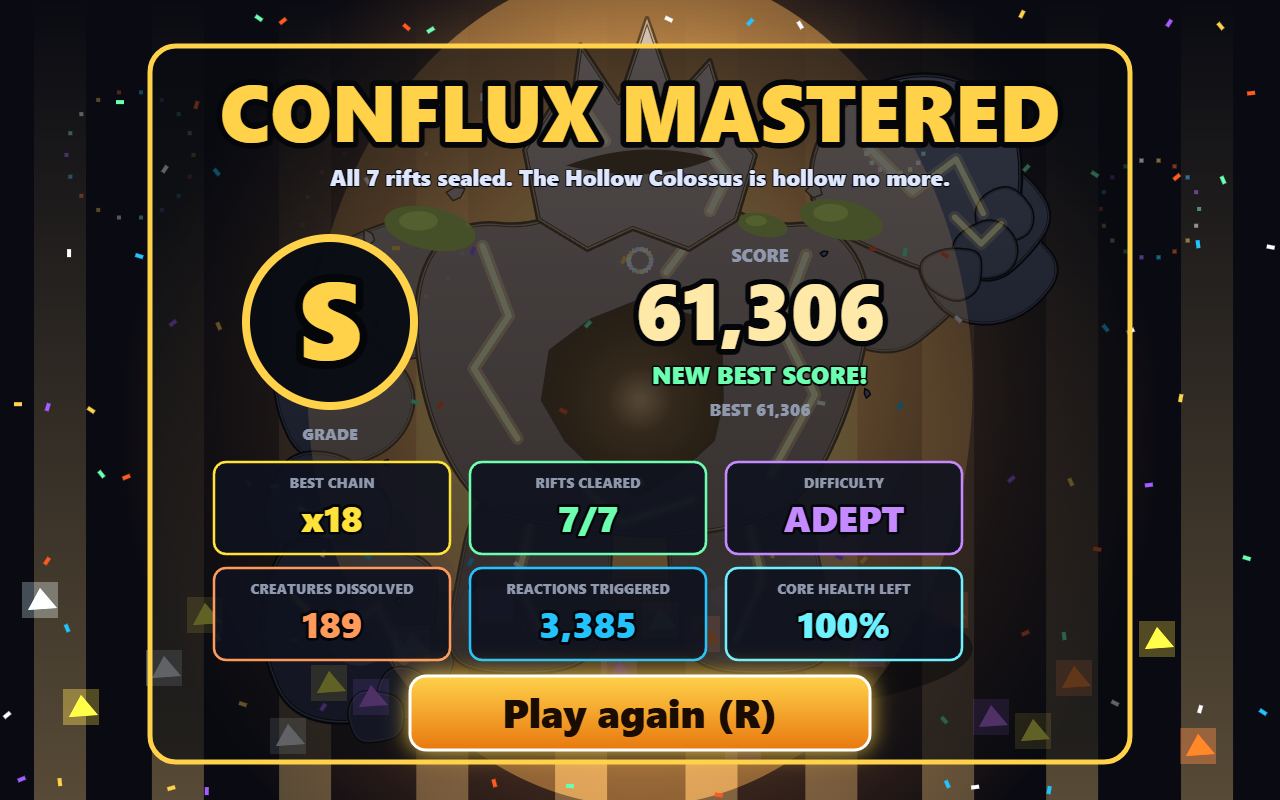 CONFLUX MASTERED
All 7 rifts sealed. The Hollow Colossus is hollow no more.
S
GRADE
SCORE
61,306
NEW BEST SCORE!
BEST 61,306
BEST CHAIN
x18
RIFTS CLEARED
7/7
DIFFICULTY
ADEPT
CREATURES DISSOLVED
189
REACTIONS TRIGGERED
3,385
CORE HEALTH LEFT
100%
Play again (R)